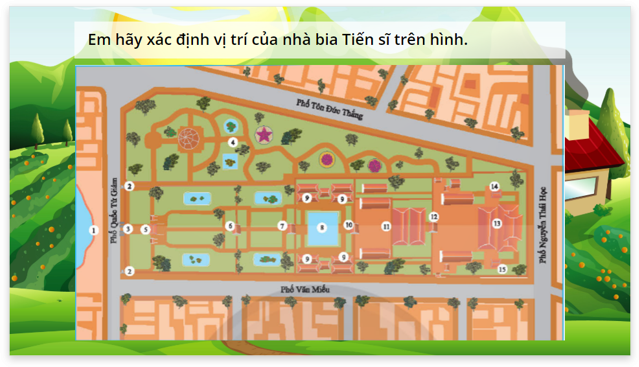 Em hãy xác định vị trí của nhà bia Tiến sĩ trên hình.
Phố Tôn Đức Thắng
4
2
14
9 9
Phố Quốc Tử Giám
1
3 5 6 7 8 10 11 12 13
Phố Nguyễn Thái Học
9 9
2
15
Phố Văn Miếu